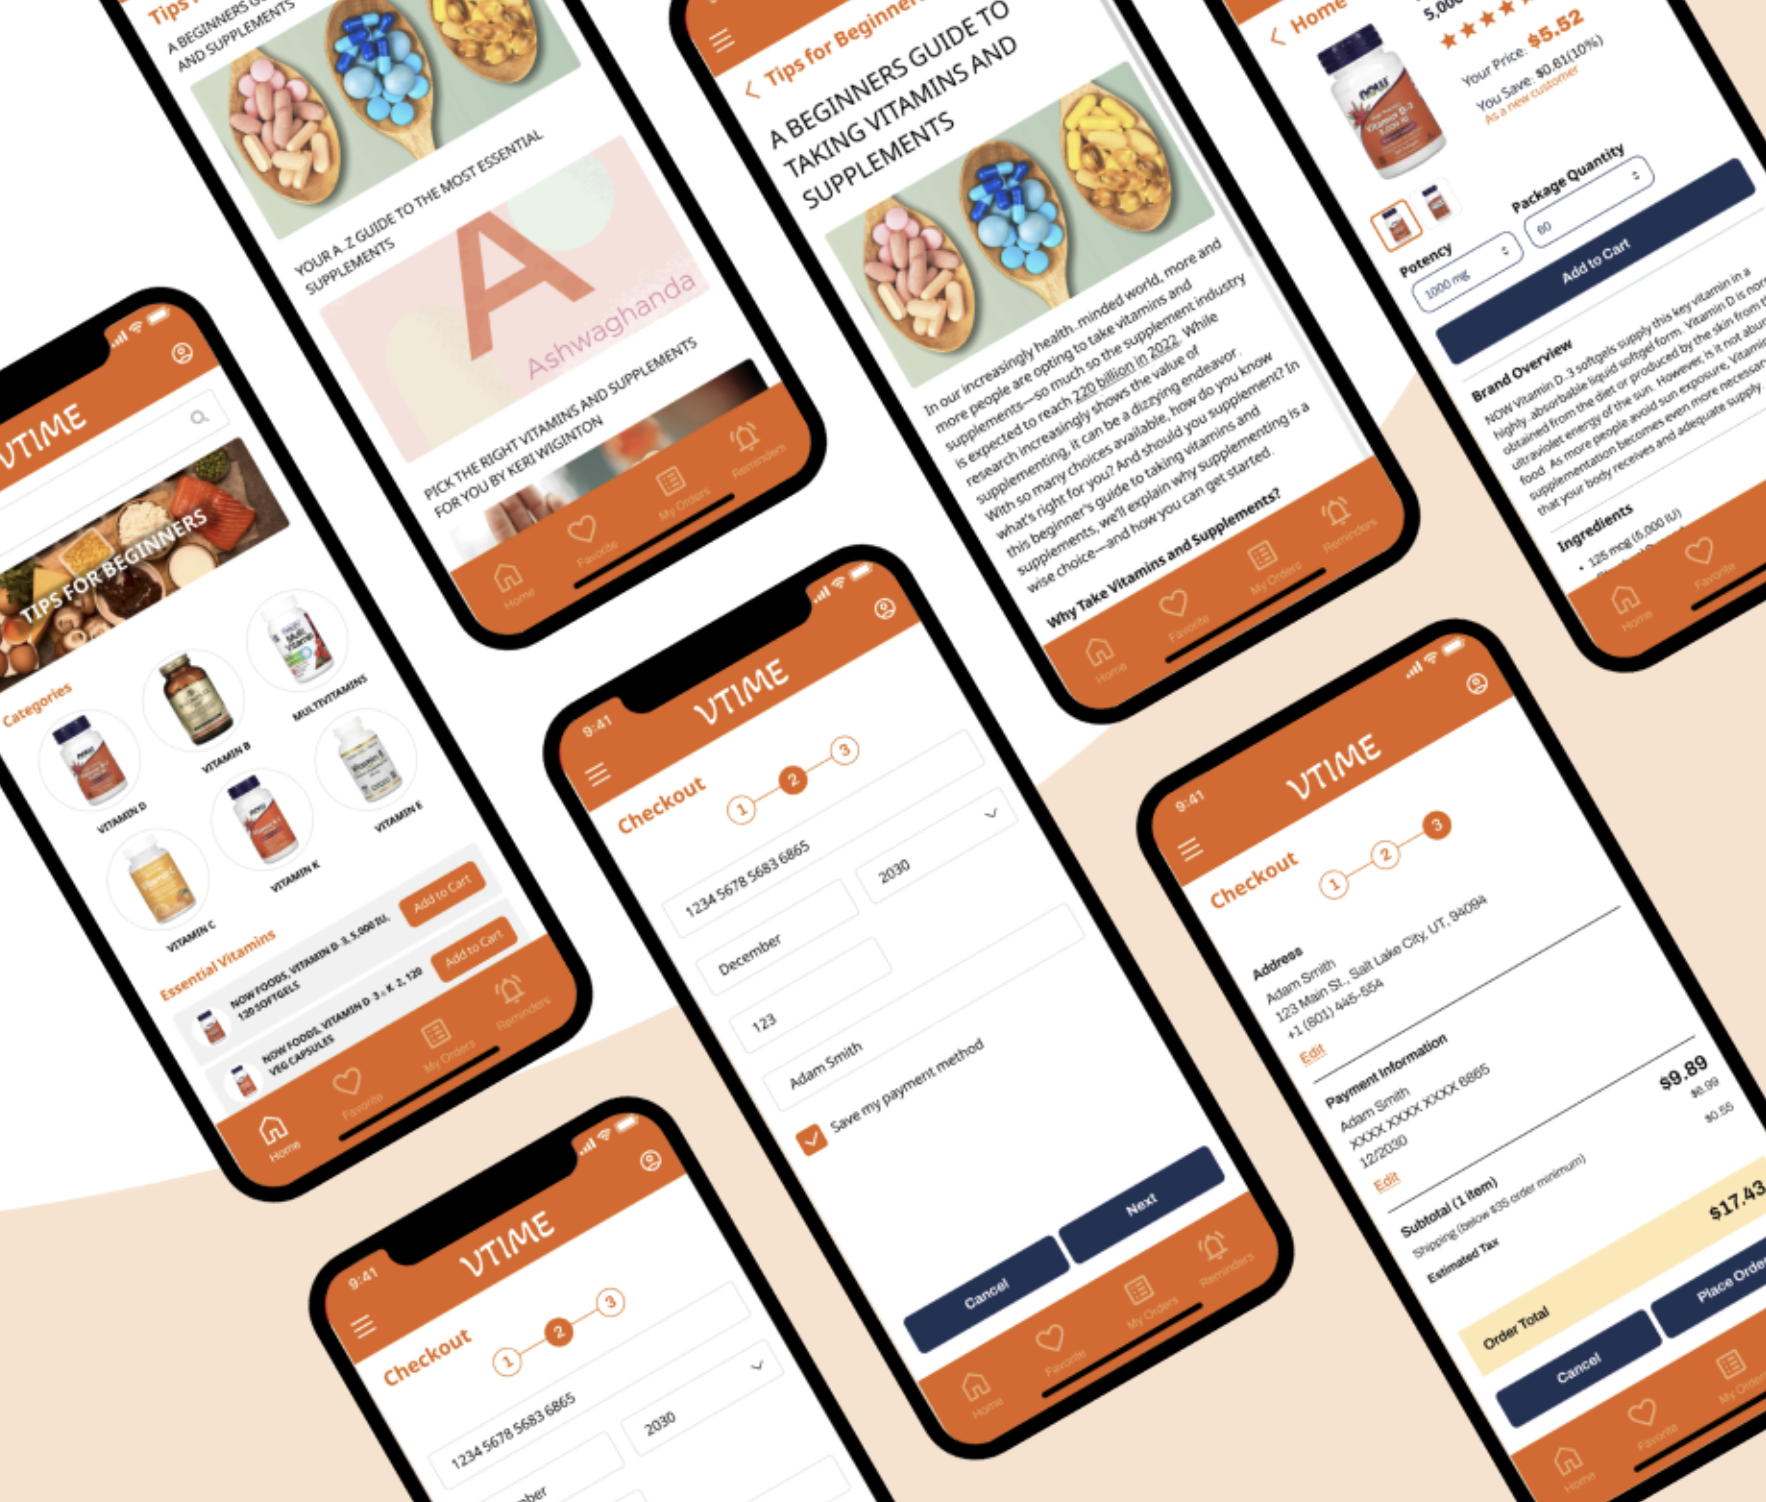 Tips
A BEGINNERS
AND SUPPLEMENTS
YOUR A-Z GUIDE TO THE MOST ESSENTIAL
SUPPLEMENTS
A
Ashwaghanda
PICK THE RIGHT VITAMINS AND SUPPLEMENTS
FOR YOU BY KERI WIGINTON
Home
Favorite
My Orders
Reminders
Tips for Beginners
A BEGINNERS GUIDE TO
TAKING VITAMINS AND
SUPPLEMENTS
In our increasingly health-minded world, more and
more people are opting to take vitamins and
supplements—so much so the supplement industry
is expected to reach 220 billion in 2022. While
research increasingly shows the value of
supplementing, it can be a dizzying endeavor.
With so many choices available, how do you know
what's right for you? And should you supplement? In
this beginner's guide to taking vitamins and
supplements, we'll explain why supplementing is a
wise choice—and how you can get started.
Why Take Vitamins and Supplements?
Home
Favorite
My Orders
Reminders
Home
5,000
Your Price: $5.52
You Save: $0.61(10%)
As a new customer
NOW
Vitamin D-3
5,000 IU
Potency
1000 mg
Package Quantity
60
Add to Cart
Brand Overview
NOW Vitamin D-3 softgels supply this key vitamin in a
highly-absorbable liquid softgel form. Vitamin D is nor
obtained from the diet or produced by the skin from t
ultraviolet energy of the sun. However, is it not abun
food. As more people avoid sun exposure, Vitamin
supplementation becomes even more necessar
that your body receives and adequate supply.
Ingredients
• 125 mcg (5,000 IU)
Home
Favorite
VTIME
TIPS FOR BEGINNERS
Categories
VITAMIN D
VITAMIN B
MULTIVITAMINS
VITAMIN C
VITAMIN K
VITAMIN E
Essential Vitamins
NOW FOODS, VITAMIN D-3, 5,000 IU,
120 SOFTGELS
Add to Cart
NOW FOODS, VITAMIN D-3 & K-2, 120
VEG CAPSULES
Add to Cart
Home
Favorite
My Orders
Reminders
9:41
VTIME
Checkout
1 2 3
1234 5678 5683 6865
December
2030
123
Adam Smith
Save my payment method
Cancel
Next
Home
Favorite
My Orders
Reminders
9:41
VTIME
Checkout
1 2 3
Address
Adam Smith
123 Main St., Salt Lake City, UT, 94094
+1 (801) 445-554
Edit
Payment Information
Adam Smith
XXXX XXXX XXXX 6865
12/2030
Edit
Subtotal (1 item) $9.89
Shipping (below $35 order minimum) $6.99
Estimated Tax $0.55
Order Total $17.43
Cancel
Place Order
Home
Favorite
My Orders
9:41
VTIME
Checkout
1 2 3
1234 5678 5683 6865
mber
2030